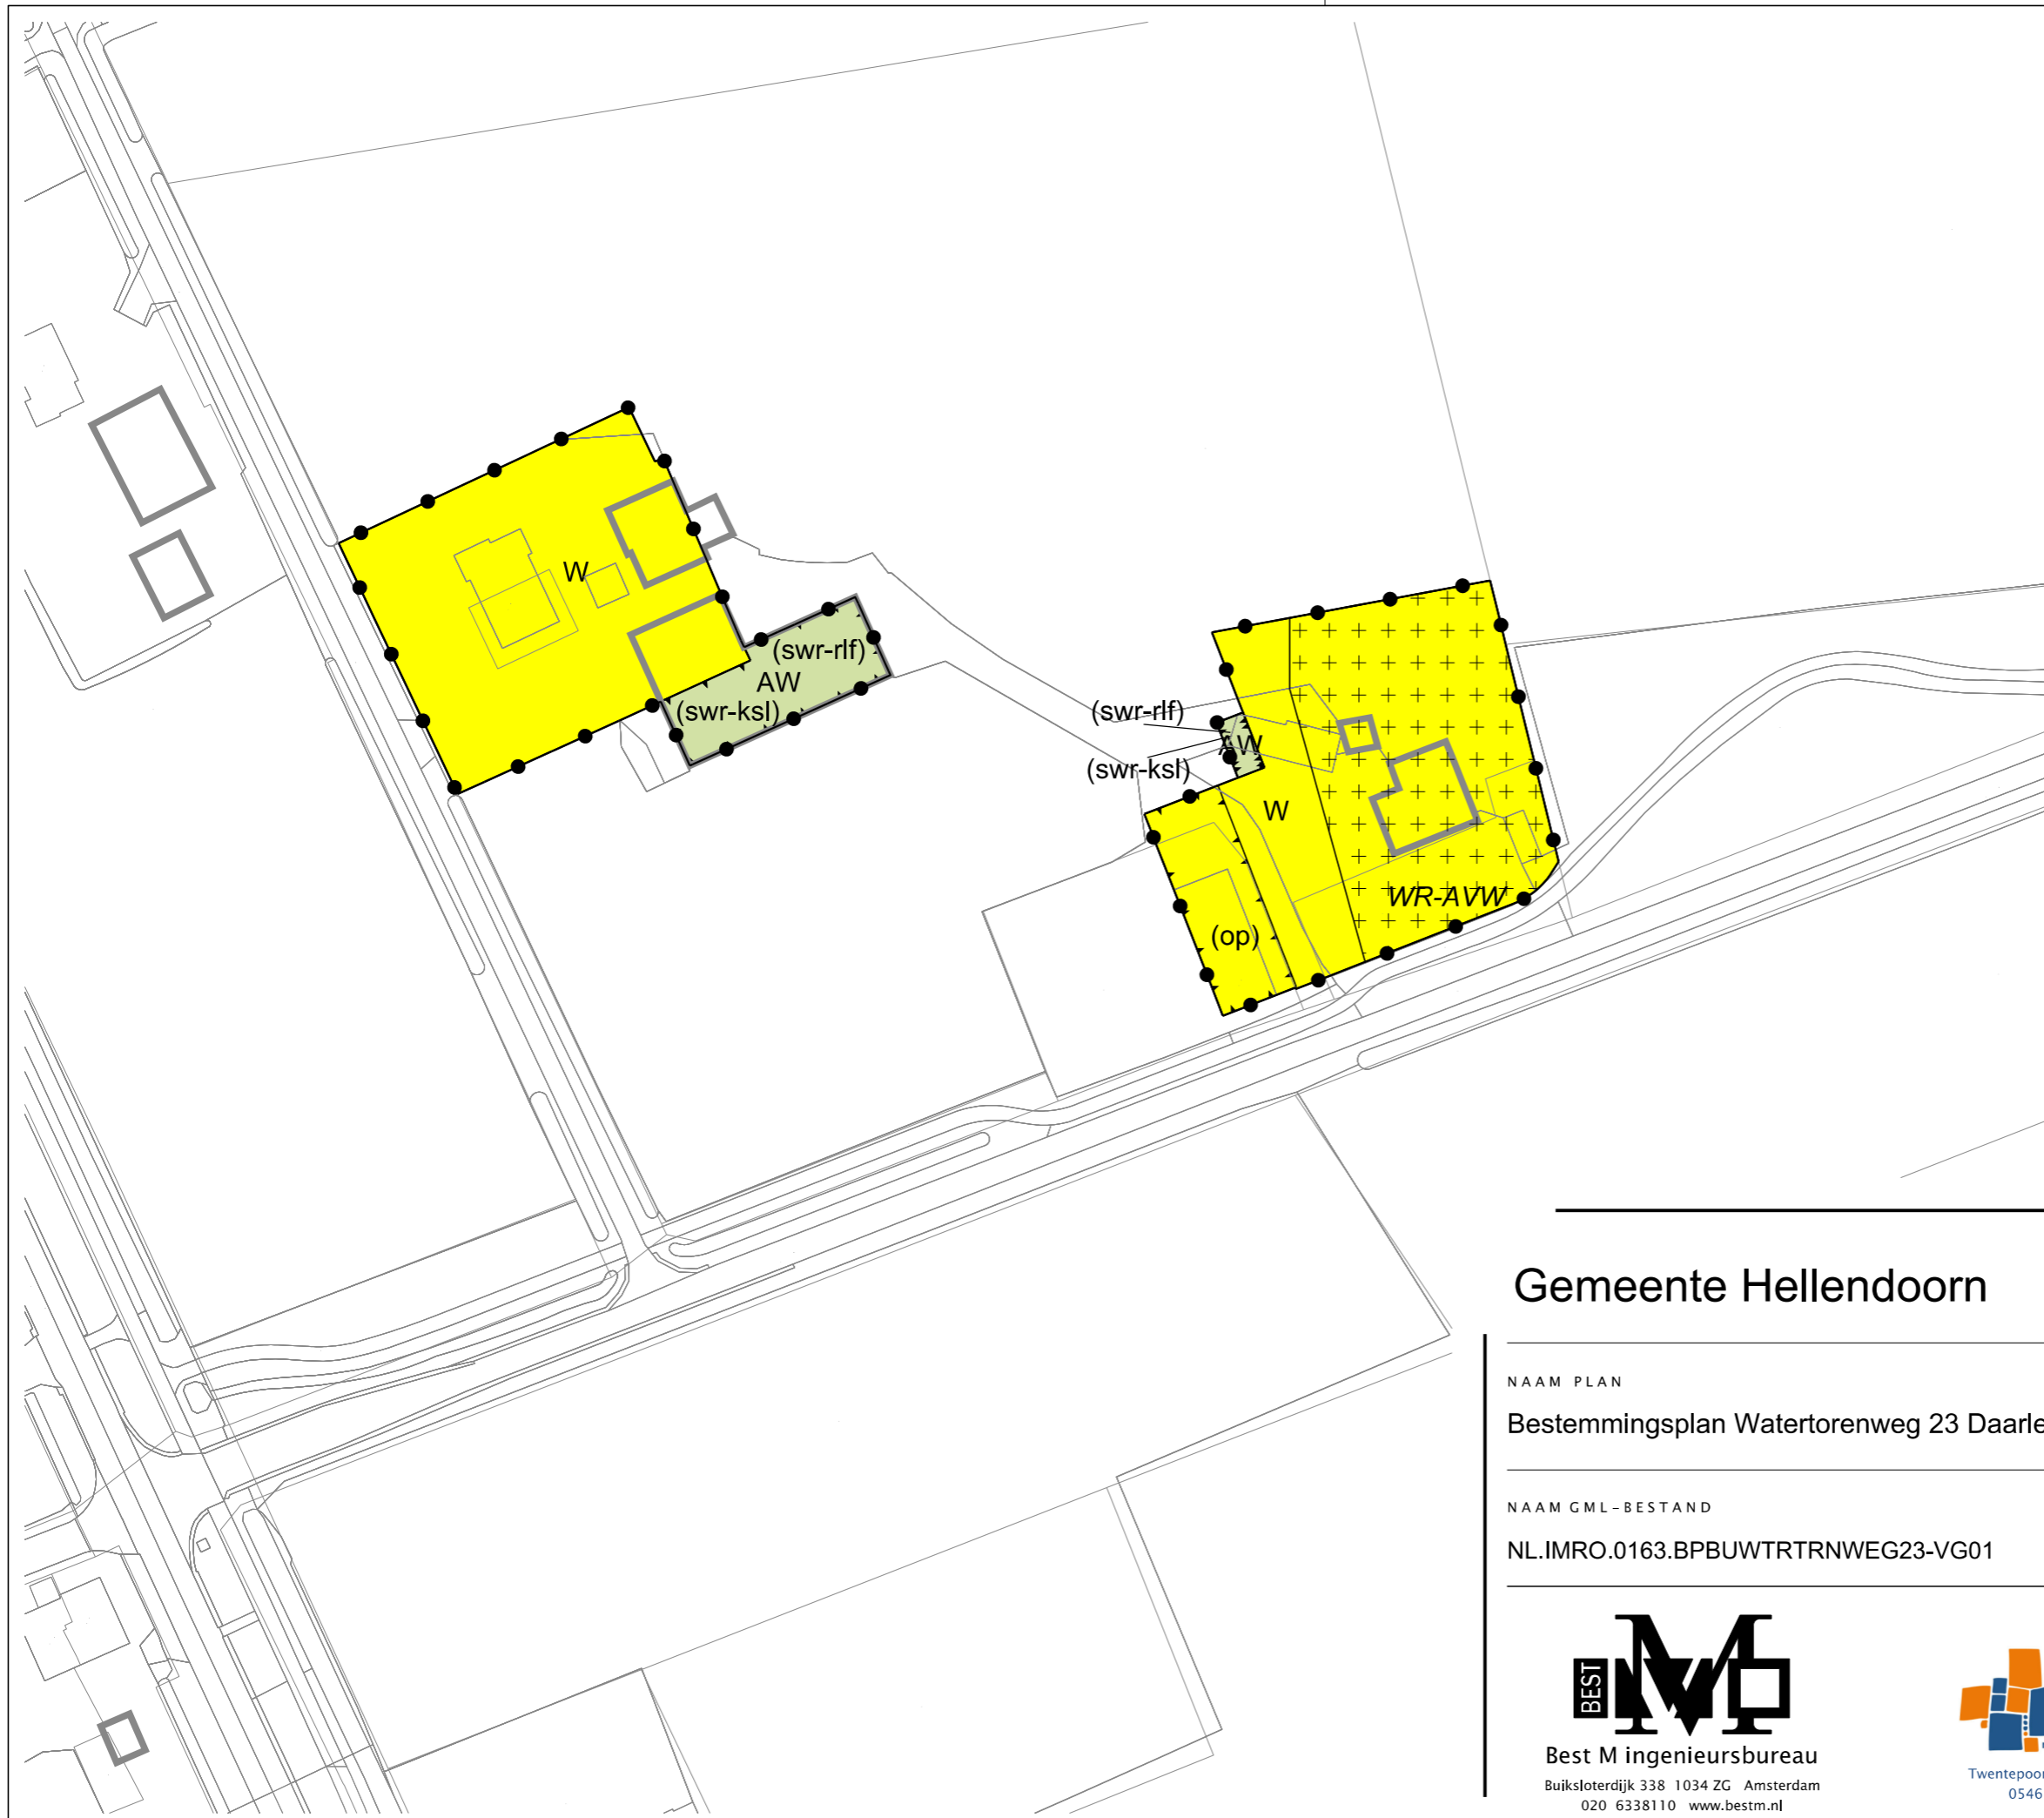 W
(swr-rlf)
AW
(swr-ksl)
(swr-rlf)
AW
(swr-ksl)
W
WR-AVW
(op)
Gemeente Hellendoorn
NAAM PLAN
Bestemmingsplan Watertorenweg 23 Daarle
NAAM GML-BESTAND
NL.IMRO.0163.BPBUWTRTRNWEG23-VG01
BEST
M
Best M ingenieursbureau
Buiksloterdijk 338 1034 ZG Amsterdam
020 6338110 www.bestm.nl
Twentepoor
0546